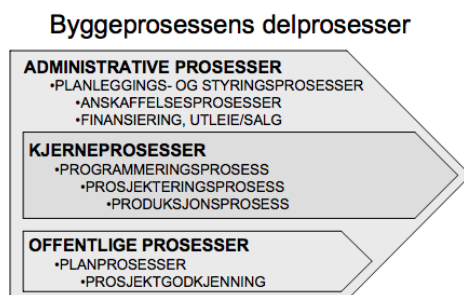 Byggeprosessens delprosesser
ADMINISTRATIVE PROSESSER
•PLANLEGGINGS- OG STYRINGSPROSESSER
•ANSKAFFELSESPROSESSER
•FINANSIERING, UTLEIE/SALG
KJERNEPROSESSER
•PROGRAMMERINGSPROSESS
•PROSJEKTERINGSPROSESS
•PRODUKSJONSPROSESS
OFFENTLIGE PROSESSER
•PLANPROSESSER
•PROSJEKTGODKJENNING